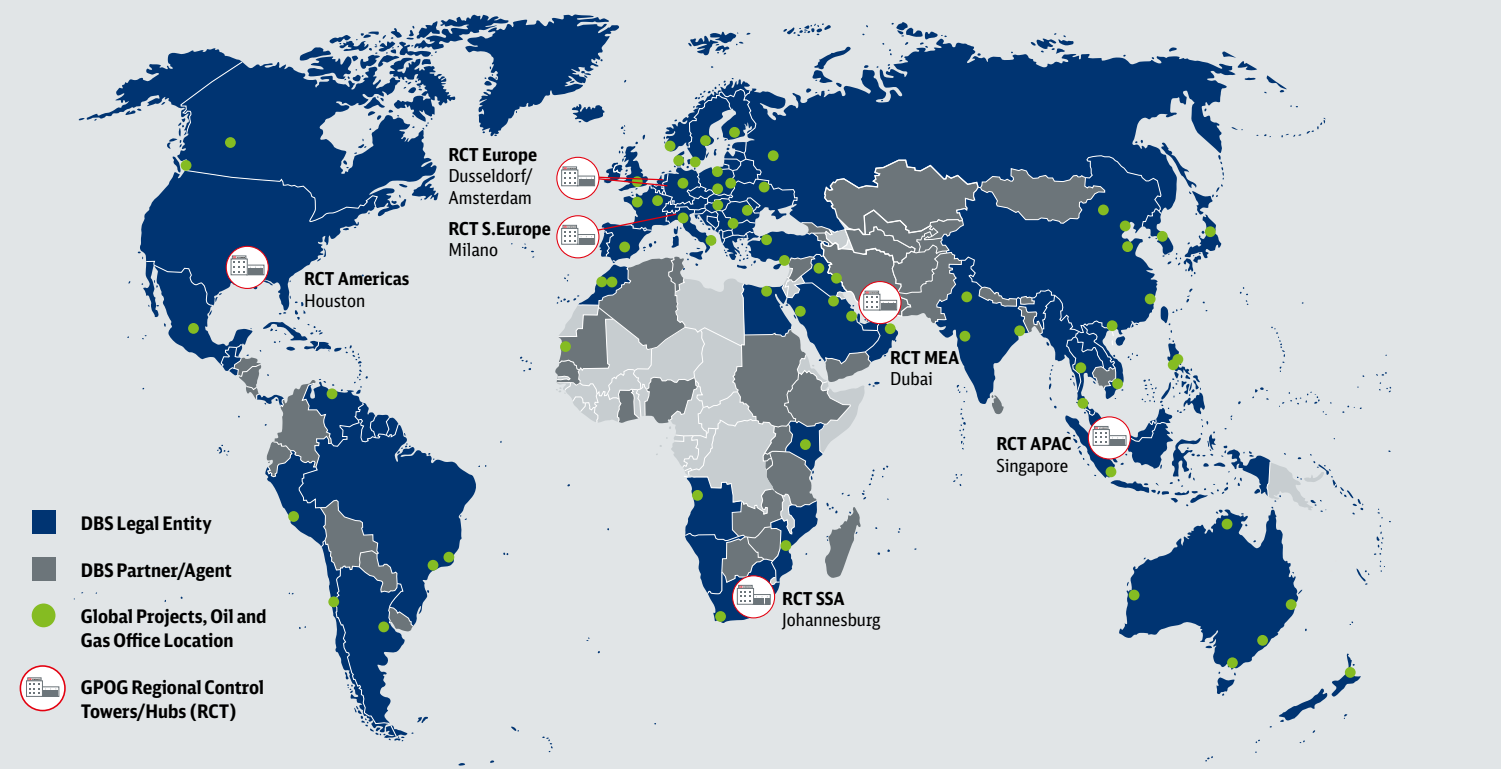 RCT Europe
Dusseldorf/
Amsterdam
RCT S.Europe
Milano
RCT Americas
Houston
RCT MEA
Dubai
RCT APAC
Singapore
RCT SSA
Johannesburg
DBS Legal Entity
DBS Partner/Agent
Global Projects, Oil and
Gas Office Location
GPOG Regional Control
Towers/Hubs (RCT)